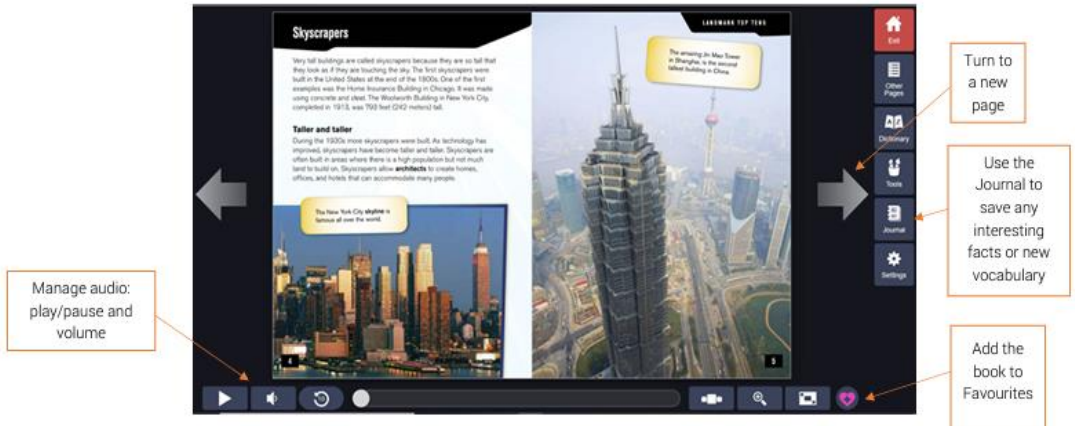 Skyscrapers
Very tall buildings are called skyscrapers because they are so tall that
they look as if they are touching the sky. The first skyscrapers were
built in the United States at the end of the 1800s. One of the first
examples was the Home Insurance Building in Chicago. It was made
using concrete and steel. The Woolworth Building in New York City,
completed in 1913, was 793 feet (242 meters) tall.
Taller and taller
During the 1930s more skyscrapers were built. As technology has
improved, skyscrapers have become taller and taller. Skyscrapers are
often built in areas where there is a high population but not much
land to build on. Skyscrapers allow architects to create homes,
offices, and hotels that can accommodate many people.
The New York City skyline is
famous all over the world.
4
LANDMARK TOP TENS
The amazing Jin Mao Tower
in Shanghai, is the second
tallest building in China.
5
Exit
Other
Pages
Dictionary
Tools
Journal
Settings
Turn to
a new
page
Use the
Journal to
save any
interesting
facts or new
vocabulary
Manage audio:
play/pause and
volume
Add the
book to
Favourites